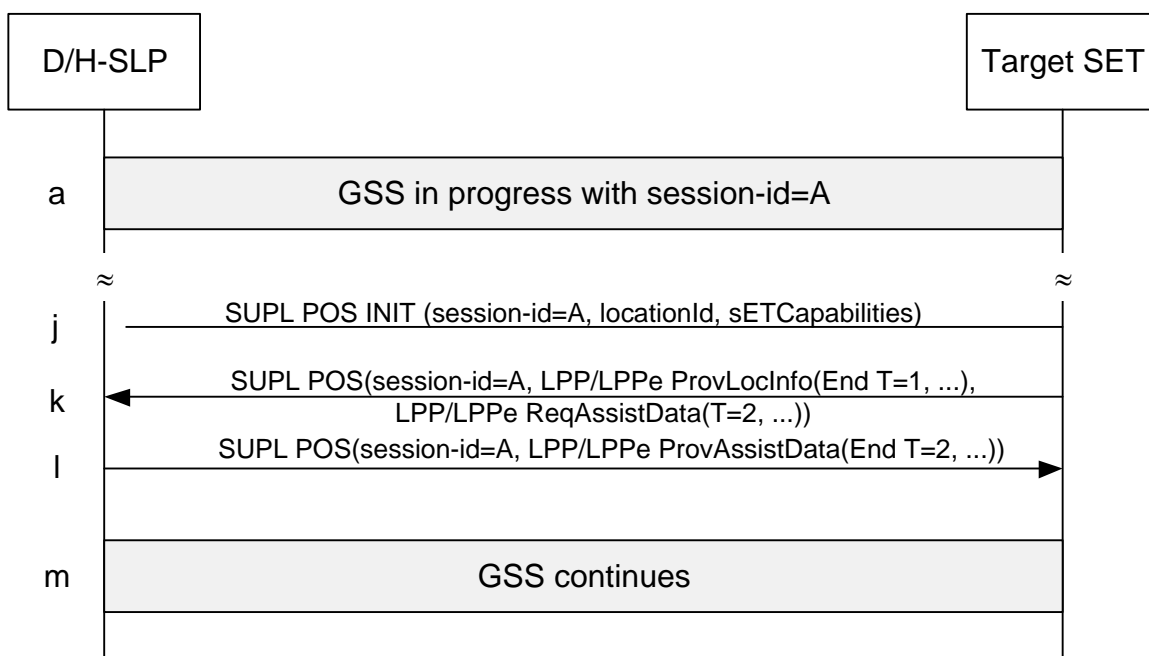 D/H-SLP
Target SET
a
GSS in progress with session-id=A
≈
≈
j
SUPL POS INIT (session-id=A, locationId, sETCapabilities)
k
SUPL POS(session-id=A, LPP/LPPe ProvLocInfo(End T=1, ...),
LPP/LPPe ReqAssistData(T=2, ...))
l
SUPL POS(session-id=A, LPP/LPPe ProvAssistData(End T=2, ...))
m
GSS continues